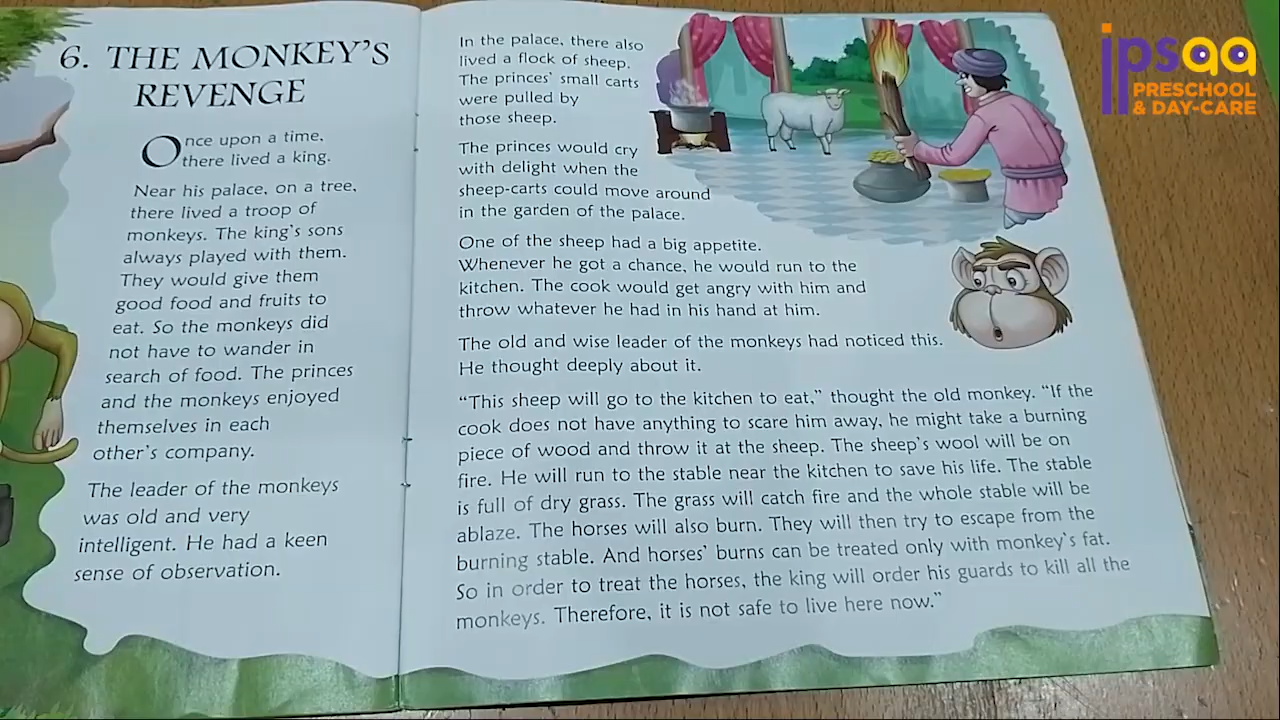 6. THE MONKEY'S
REVENGE
Once upon a time,
there lived a king.
Near his palace, on a tree,
there lived a troop of
monkeys. The king's sons
always played with them.
They would give them
good food and fruits to
eat. So the monkeys did
not have to wander in
search of food. The princes
and the monkeys enjoyed
themselves in each
other's company.
The leader of the monkeys
was old and very
intelligent. He had a keen
sense of observation.
In the palace, there also
lived a flock of sheep.
The princes' small carts
were pulled by
those sheep.
The princes would cry
with delight when the
sheep-carts could move around
in the garden of the palace.
One of the sheep had a big appetite.
Whenever he got a chance, he would run to the
kitchen. The cook would get angry with him and
throw whatever he had in his hand at him.
The old and wise leader of the monkeys had noticed this.
He thought deeply about it.
“This sheep will go to the kitchen to eat,” thought the old monkey. “If the
cook does not have anything to scare him away, he might take a burning
piece of wood and throw it at the sheep. The sheep's wool will be on
fire. He will run to the stable near the kitchen to save his life. The stable
is full of dry grass. The grass will catch fire and the whole stable will be
ablaze. The horses will also burn. They will then try to escape from the
burning stable. And horses' burns can be treated only with monkey's fat.
So in order to treat the horses, the king will order his guards to kill all the
monkeys. Therefore, it is not safe to live here now.”
ipsaa
PRESCHOOL
& DAY-CARE